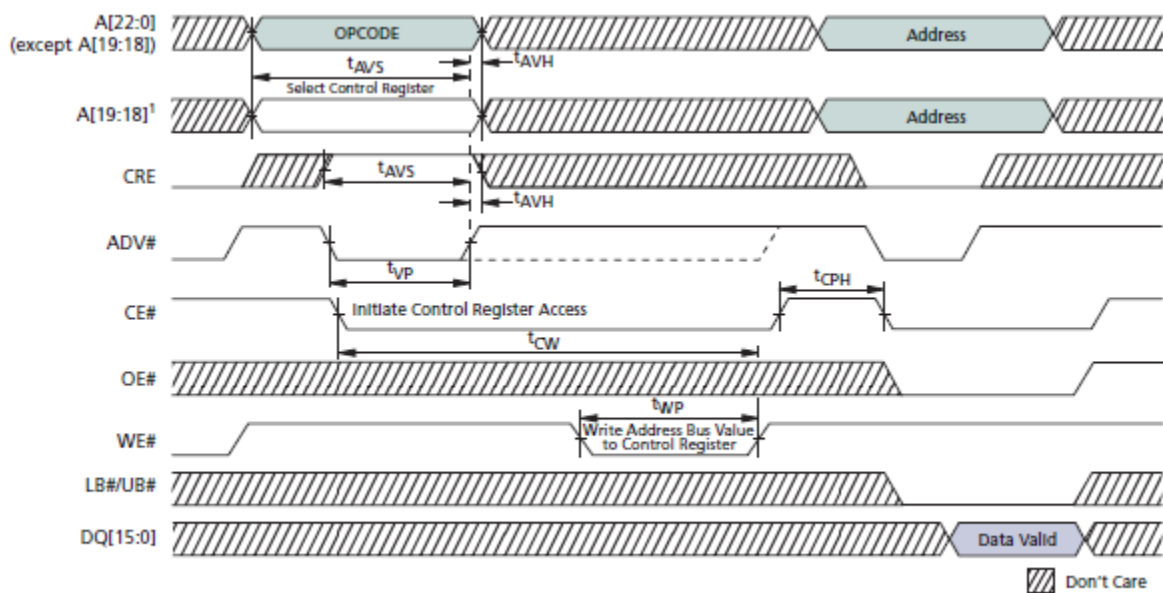 A[22:0]
(except A[19:18])
OPCODE
Address
tAVS
tAVH
Select Control Register
A[19:18]1
Address
CRE
tAVS
tAVH
ADV#
tVP
tCPH
CE#
Initiate Control Register Access
tCW
OE#
tWP
WE#
Write Address Bus Value
to Control Register
LB#/UB#
DQ[15:0]
Data Valid
Don't Care